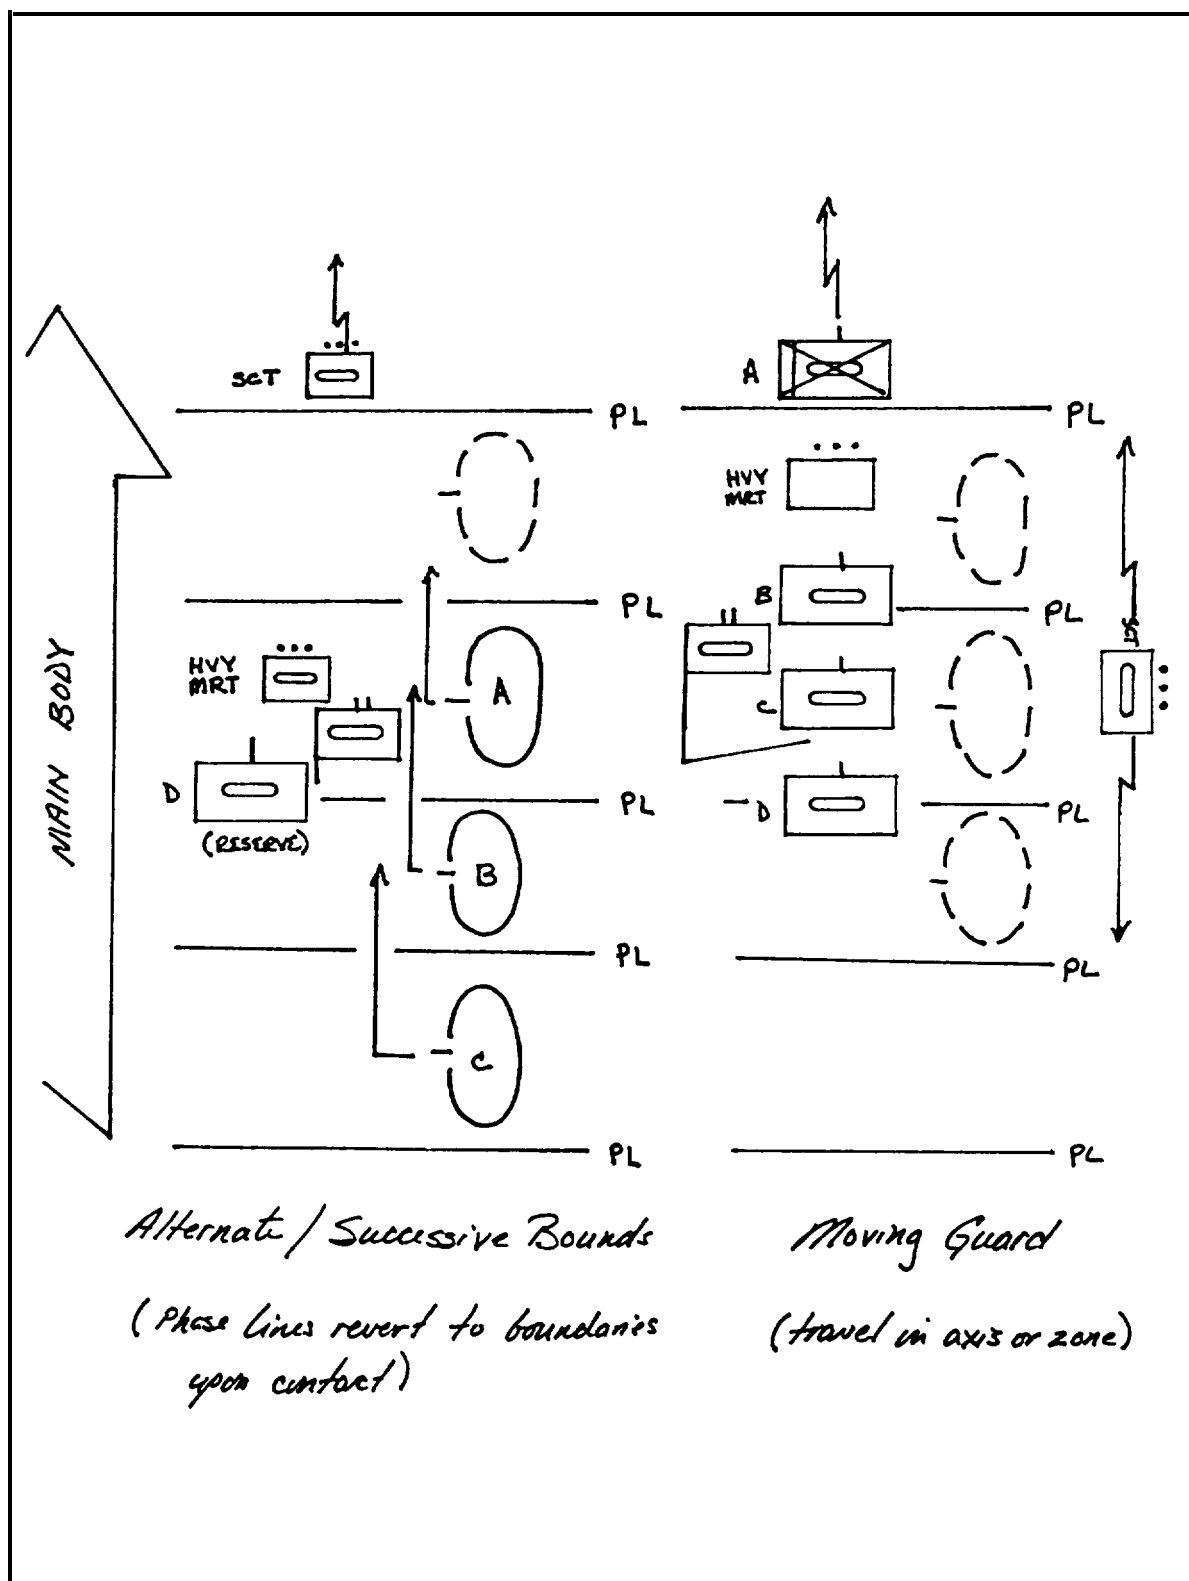 SCT
A
PL
PL
HVY
MRT
B
PL
PL
SCT
HVY
MRT
A
C
MAIN BODY
D
(RESERVE)
PL
D
PL
B
PL
PL
C
PL
PL
Alternate / Successive Bounds
(Phase lines revert to boundaries
upon contact)
Moving Guard
(travel in axis or zone)